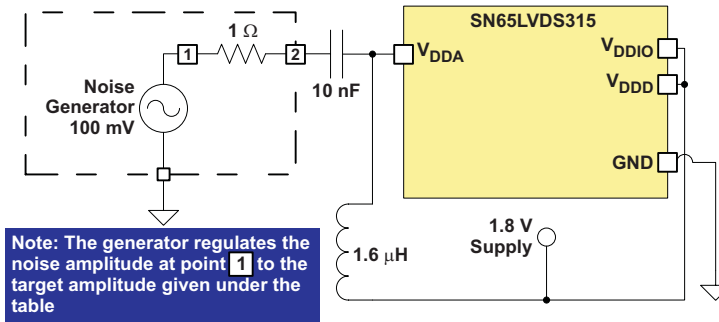 SN65LVDS315
1 Ω
1
2
VDDA
VDDIO
10 nF
VDDD
Noise
Generator
100 mV
GND
1.8 V
Supply
1.6 μH
Note: The generator regulates the
noise amplitude at point 1 to the
target amplitude given under the
table